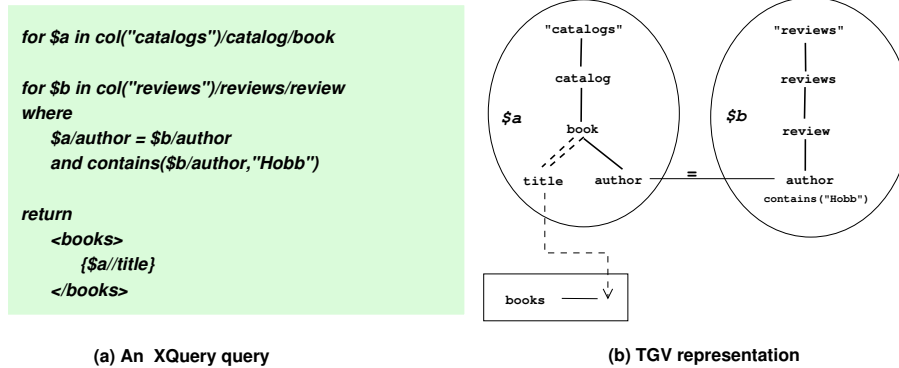 for $a in col("catalogs")/catalog/book
for $b in col("reviews")/reviews/review
where
$a/author = $b/author
and contains($b/author,"Hobb")
return
<books>
{$a//title}
</books>
(a) An XQuery query
"catalogs"
catalog
$a
book
title
author
=
"reviews"
reviews
$b
review
author
contains("Hobb")
books
(b) TGV representation